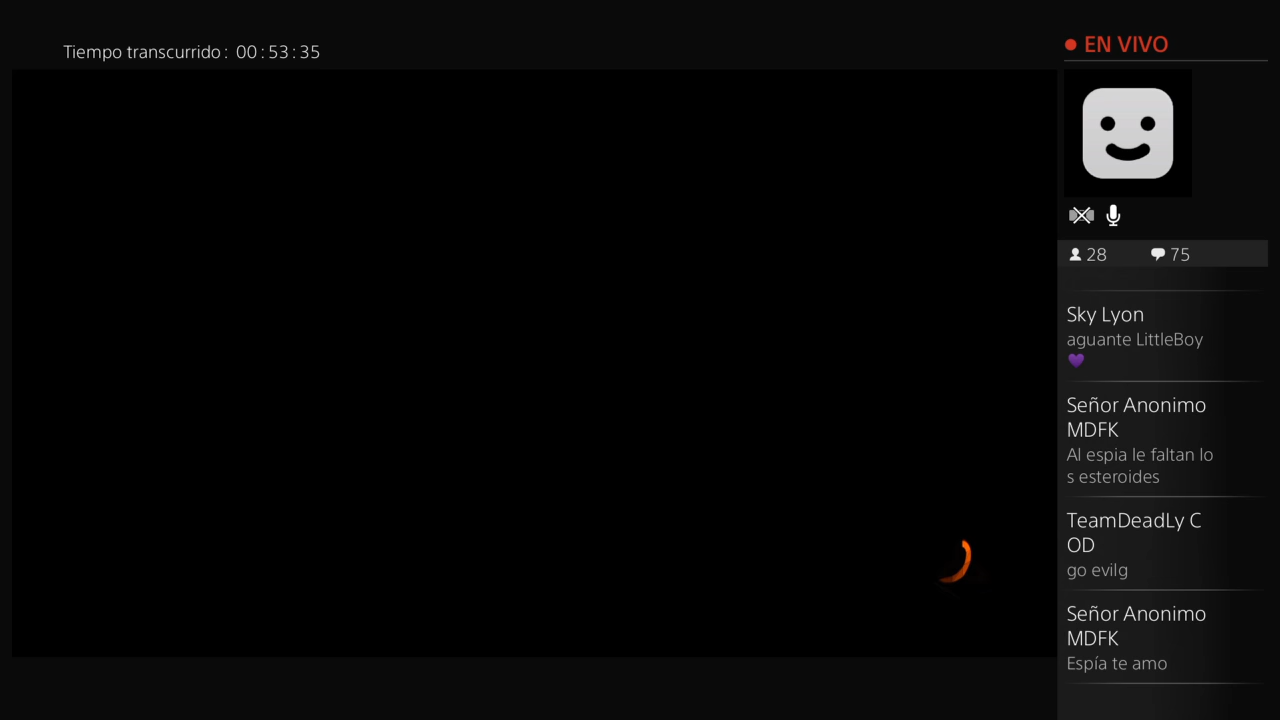 Tiempo transcurrido : 00 : 53 : 35
EN VIVO
28 75
Sky Lyon
aguante LittleBoy
💜
Señor Anonimo
MDFK
Al espia le faltan lo
s esteroides
TeamDeadLy C
OD
go evilg
Señor Anonimo
MDFK
Espía te amo